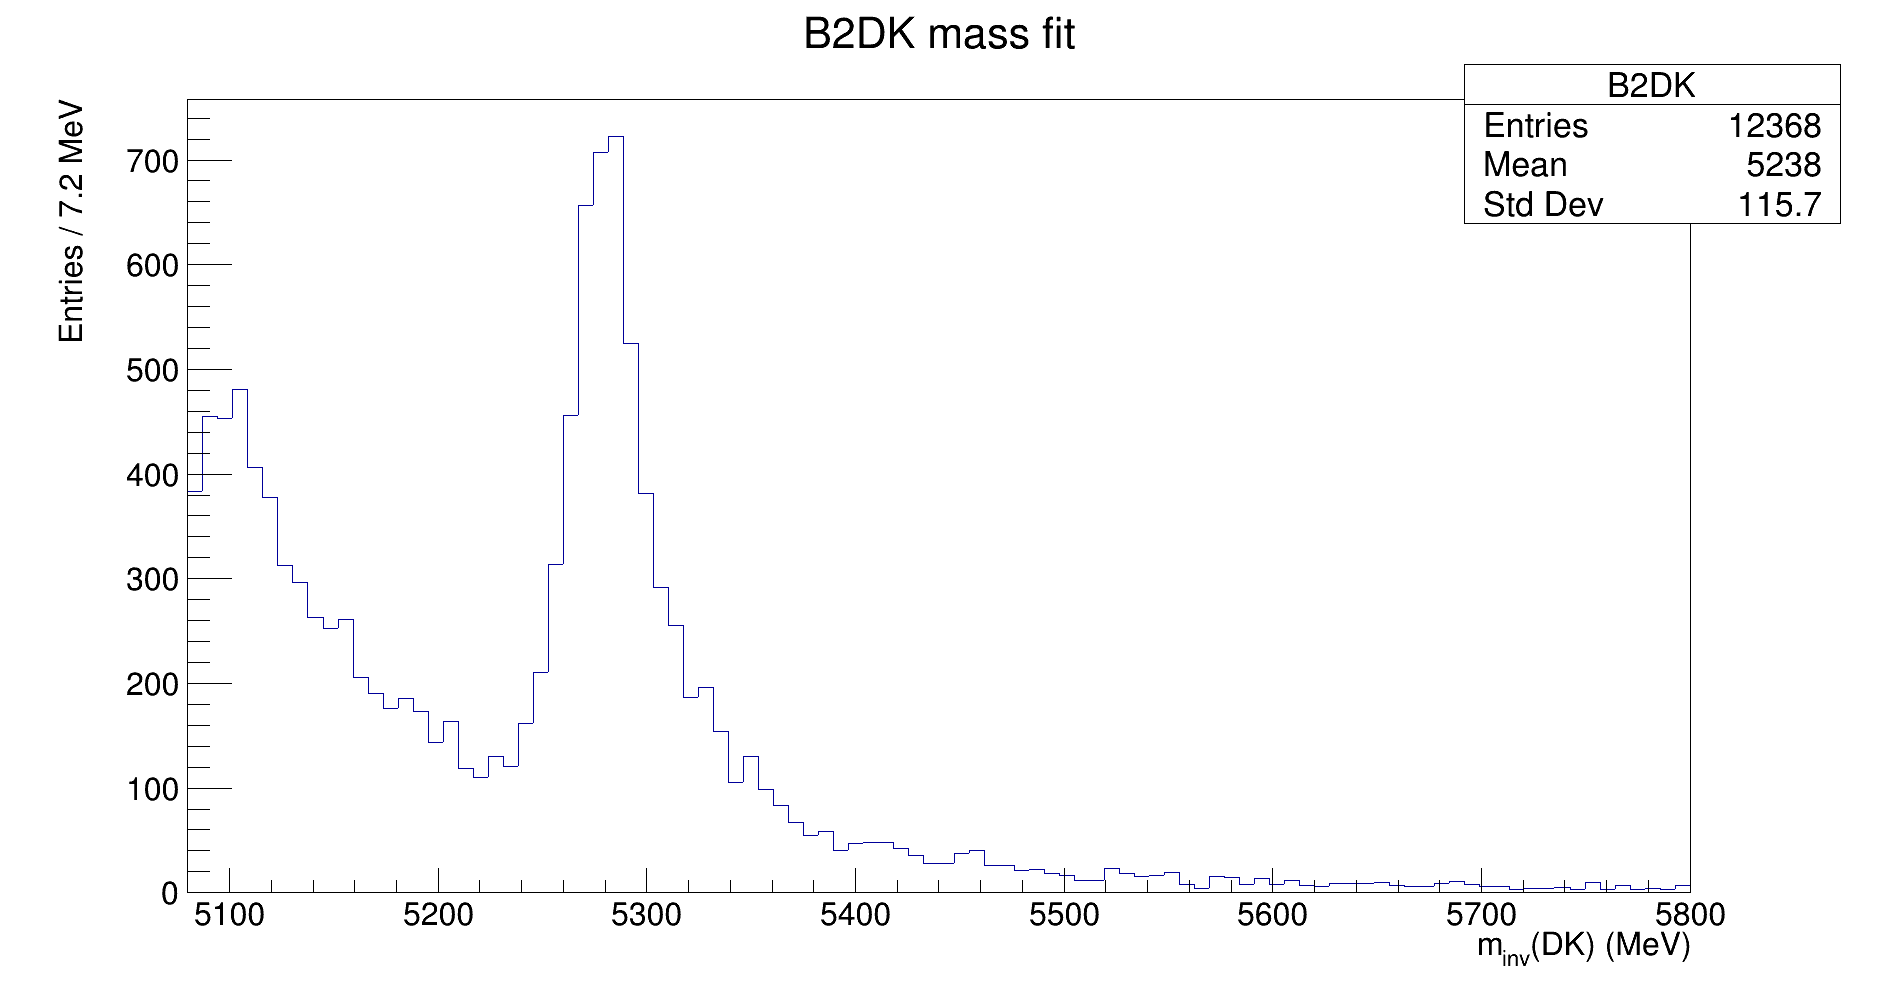 B2DK mass fit
B2DK
Entries 12368
Mean 5238
Std Dev 115.7
Entries / 7.2 MeV
700
600
500
400
300
200
100
0
5100 5200 5300 5400 5500 5600 5700 5800
m_inv(DK) (MeV)